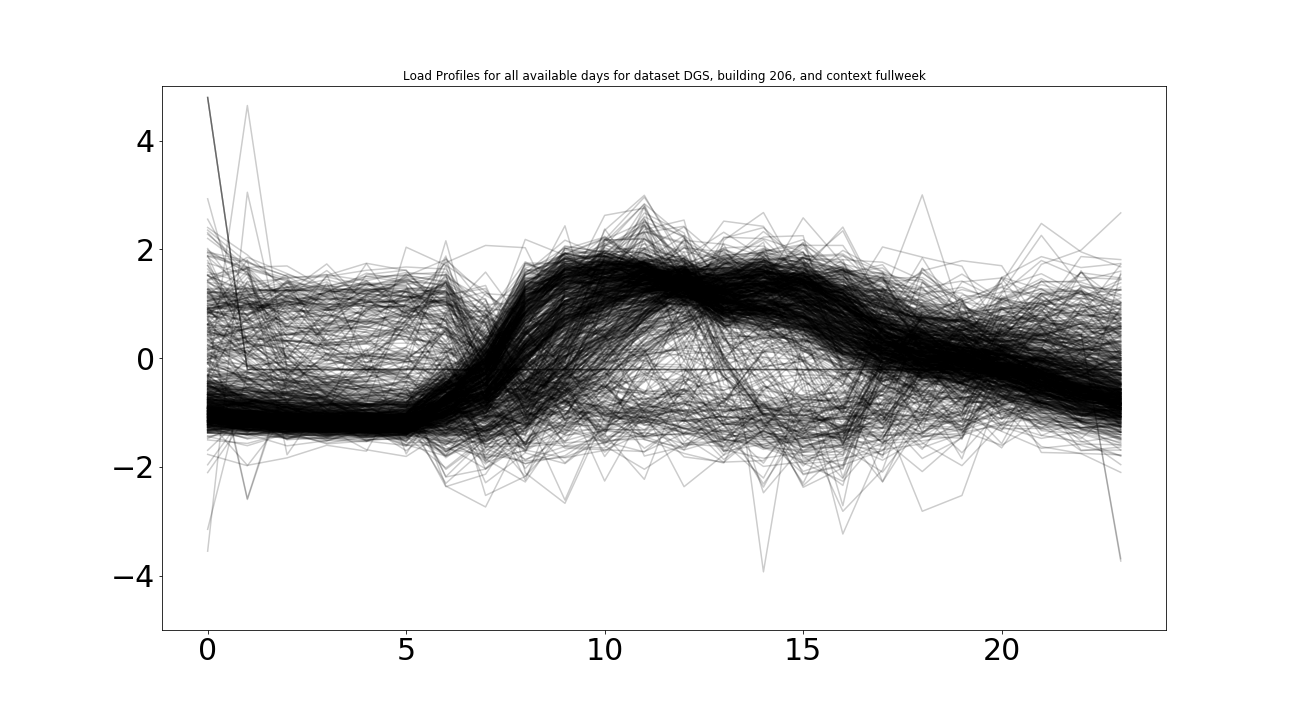 Load Profiles for all available days for dataset DGS, building 206, and context fullweek
4
2
0
−2
−4
0 5 10 15 20